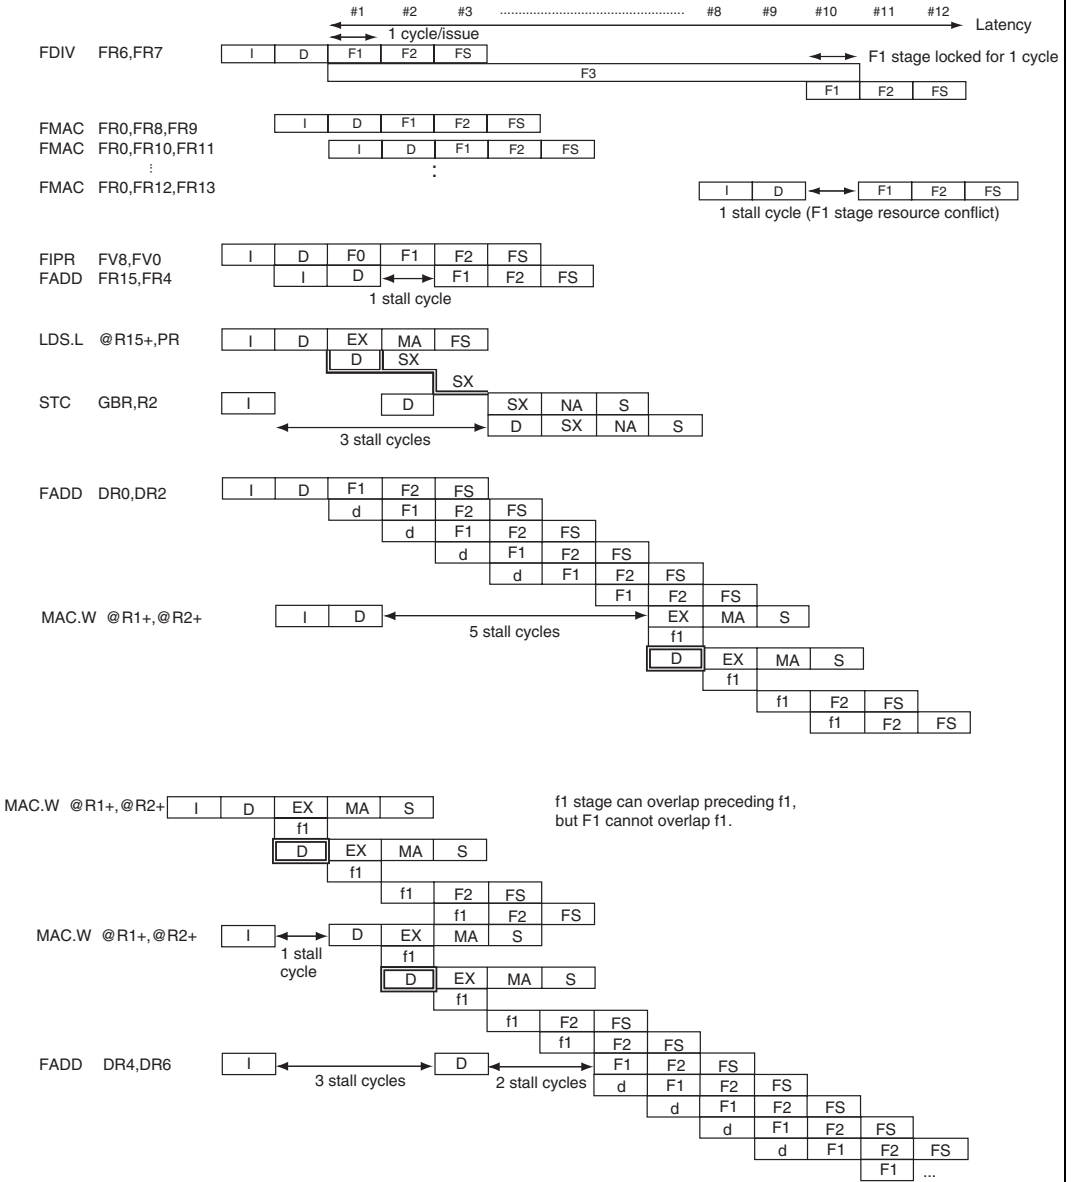 #1 #2 #3 #8 #9 #10 #11 #12
Latency
1 cycle/issue
FDIV FR6,FR7 I D F1 F2 FS
F1 stage locked for 1 cycle
F3
F1 F2 FS
FMAC FR0,FR8,FR9 I D F1 F2 FS
FMAC FR0,FR10,FR11 I D F1 F2 FS
FMAC FR0,FR12,FR13 I D F1 F2 FS
1 stall cycle (F1 stage resource conflict)
FIPR FV8,FV0 I D F0 F1 F2 FS
FADD FR15,FR4 I D F1 F2 FS
1 stall cycle
LDS.L @R15+,PR I D EX MA FS
D SX
SX
STC GBR,R2 I D SX NA S
D SX NA S
3 stall cycles
FADD DR0,DR2 I D F1 F2 FS
d F1 F2 FS
d F1 F2 FS
d F1 F2 FS
d F1 F2 FS
F1 F2 FS
MAC.W @R1+,@R2+ I D EX MA S
5 stall cycles
f1
D EX MA S
f1
f1 F2 FS
f1 F2 FS
MAC.W @R1+,@R2+ I D EX MA S
f1 stage can overlap preceding f1,
but F1 cannot overlap f1.
f1
D EX MA S
f1
f1 F2 FS
f1 F2 FS
MAC.W @R1+,@R2+ I D EX MA S
1 stall
cycle
f1
D EX MA S
f1
f1 F2 FS
f1 F2 FS
FADD DR4,DR6 I D F1 F2 FS
3 stall cycles 2 stall cycles
d F1 F2 FS
d F1 F2 FS
d F1 F2 FS
d F1 F2 FS
F1 ...